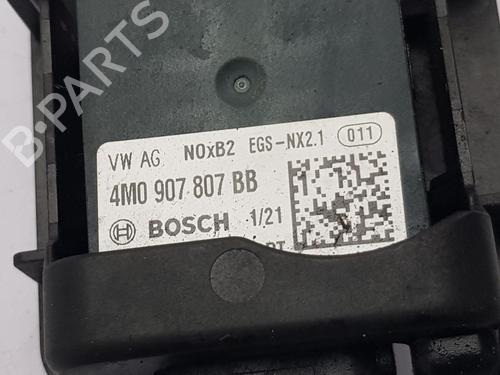 B-PARTS
VW AG. NOxB2 EGS-NX2.1 011
4M0 907 807 BB
BOSCH 1/21